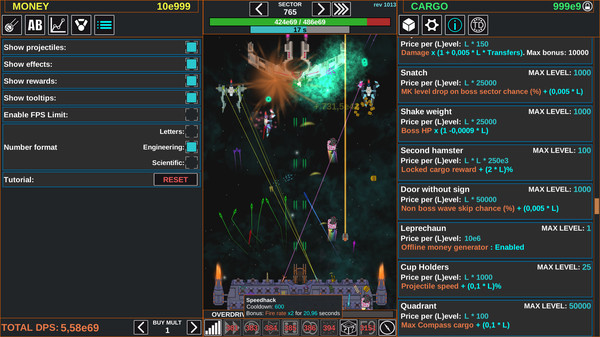 MONEY 10e999
AB
Show projectiles:
Show effects:
Show rewards:
Show tooltips:
Enable FPS Limit:
Letters:
Number format Engineering:
Scientific:
Tutorial: RESET
TOTAL DPS: 5,58e69
BUY MULT
1
SECTOR
765
rev 1013
424e69 / 486e69
17 s
Speedhack
Cooldown: 600
Bonus: Fire rate x2 for 20.96 seconds
OVERDRIV
CARGO 999e9
Price per (L)evel: L * 150
Damage x (1 + 0,005 * L * Transfers). Max bonus: 10000
Snatch MAX LEVEL: 1000
Price per (L)evel: L * 25000
MK level drop on boss sector chance (%) + (0,005 * L)
Shake weight MAX LEVEL: 1000
Price per (L)evel: L * 25000
Boss HP x (1 -0,0009 * L)
Second hamster MAX LEVEL: 100
Price per (L)evel: L * L * 250e3
Locked cargo reward + (2 * L)%
Door without sign MAX LEVEL: 1000
Price per (L)evel: L * 50000
Non boss wave skip chance (%) + (0,005 * L)
Leprechaun MAX LEVEL: 1
Price per (L)evel: 10e6
Offline money generator : Enabled
Cup Holders MAX LEVEL: 25
Price per (L)evel: L * 1000
Projectile speed + (0,1 * L)%
Quadrant MAX LEVEL: 50000
Price per (L)evel: L * 100
Max Compass cargo + (0,1 * L)